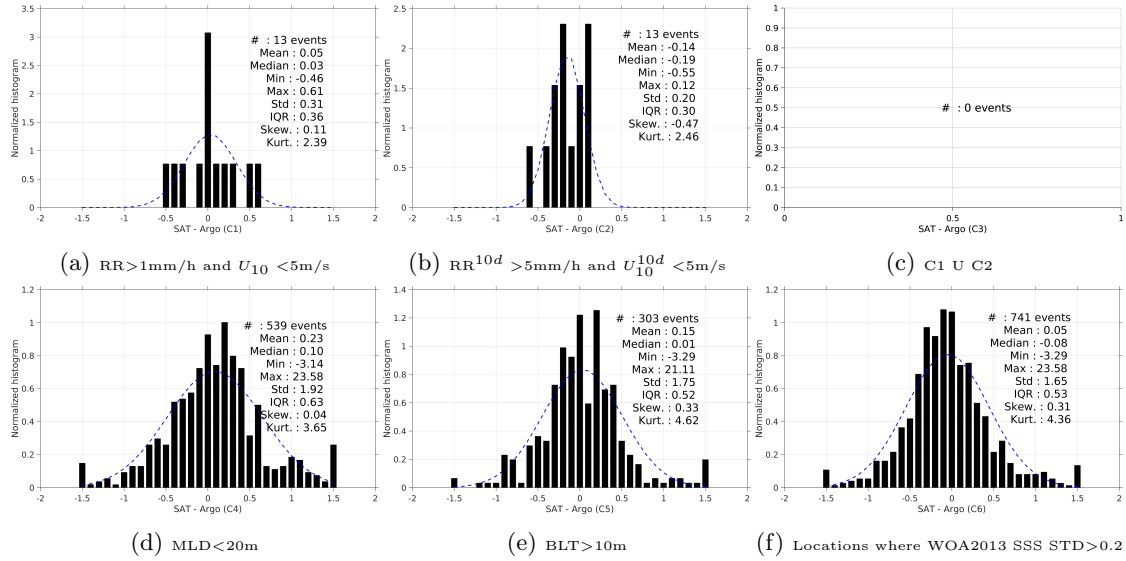 3.5
3
2.5
2
1.5
1
0.5
0
-2 -1.5 -1 -0.5 0 0.5 1 1.5 2
Normalized histogram
SAT - Argo (C1)
# : 13 events
Mean : 0.05
Median : 0.03
Min : -0.46
Max : 0.61
Std : 0.31
IQR : 0.36
Skew. : 0.11
Kurt. : 2.39
(a) RR>1mm/h and U10 <5m/s
2.5
2
1.5
1
0.5
0
-2 -1.5 -1 -0.5 0 0.5 1 1.5 2
Normalized histogram
SAT - Argo (C2)
# : 13 events
Mean : -0.14
Median : -0.19
Min : -0.55
Max : 0.12
Std : 0.20
IQR : 0.30
Skew. : -0.47
Kurt. : 2.46
(b) RR^10d >5mm/h and U10^10d <5m/s
1
0.9
0.8
0.7
0.6
0.5
0.4
0.3
0.2
0.1
0
0 0.5 1
Normalized histogram
SAT - Argo (C3)
# : 0 events
(c) C1 U C2
1.2
1
0.8
0.6
0.4
0.2
0
-2 -1.5 -1 -0.5 0 0.5 1 1.5 2
Normalized histogram
SAT - Argo (C4)
# : 539 events
Mean : 0.23
Median : 0.10
Min : -3.14
Max : 23.58
Std : 1.92
IQR : 0.63
Skew. : 0.04
Kurt. : 3.65
(d) MLD<20m
1.4
1.2
1
0.8
0.6
0.4
0.2
0
-2 -1.5 -1 -0.5 0 0.5 1 1.5 2
Normalized histogram
SAT - Argo (C5)
# : 303 events
Mean : 0.15
Median : 0.01
Min : -3.29
Max : 21.11
Std : 1.75
IQR : 0.52
Skew. : 0.33
Kurt. : 4.62
(e) BLT>10m
1.2
1
0.8
0.6
0.4
0.2
0
-2 -1.5 -1 -0.5 0 0.5 1 1.5 2
Normalized histogram
SAT - Argo (C6)
# : 741 events
Mean : 0.05
Median : -0.08
Min : -3.29
Max : 23.58
Std : 1.65
IQR : 0.53
Skew. : 0.31
Kurt. : 4.36
(f) Locations where WOA2013 SSS STD>0.2